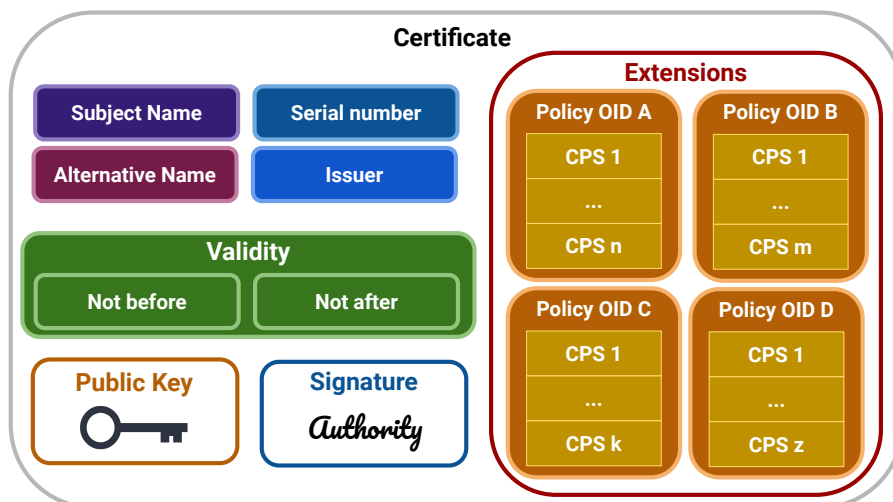 Certificate
Subject Name
Serial number
Alternative Name
Issuer
Validity
Not before
Not after
Public Key
Signature
Authority
Extensions
Policy OID A
CPS 1
...
CPS n
Policy OID B
CPS 1
...
CPS m
Policy OID C
CPS 1
...
CPS k
Policy OID D
CPS 1
...
CPS z